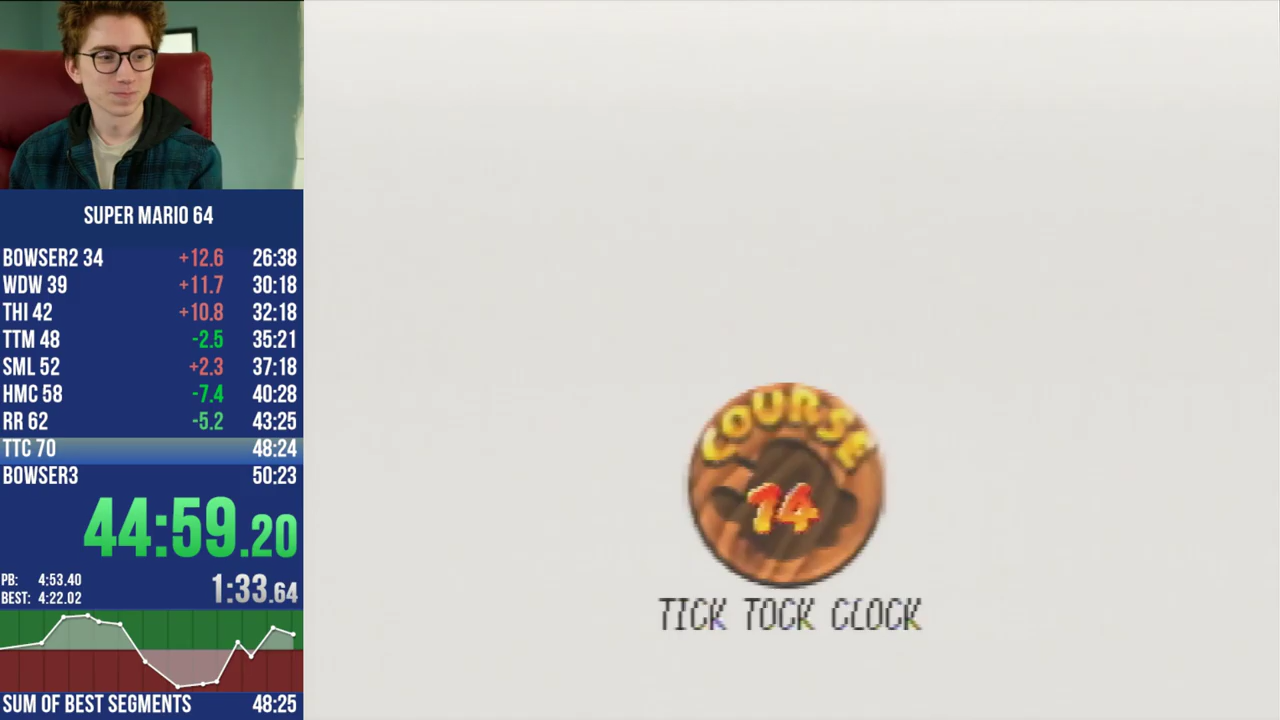 SUPER MARIO 64
BOWSER2 34 +12.6 26:38
WDW 39 +11.7 30:18
THI 42 +10.8 32:18
TTM 48 -2.5 35:21
SML 52 +2.3 37:18
HMC 58 -7.4 40:28
RR 62 -5.2 43:25
TTC 70 48:24
BOWSER3 50:23
44:59.20
PB: 4:53.40
BEST: 4:22.02
1:33.64
SUM OF BEST SEGMENTS 48:25
COURSE
14
TICK TOCK CLOCK